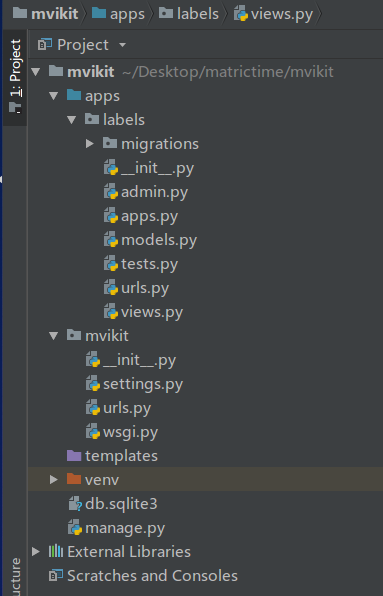 mvikit apps labels views.py
1: Project
Project
mvikit ~/Desktop/matrictime/mvikit
apps
labels
migrations
__init__.py
admin.py
apps.py
models.py
tests.py
urls.py
views.py
mvikit
__init__.py
settings.py
urls.py
wsgi.py
templates
venv
db.sqlite3
manage.py
External Libraries
Scratches and Consoles
ucture